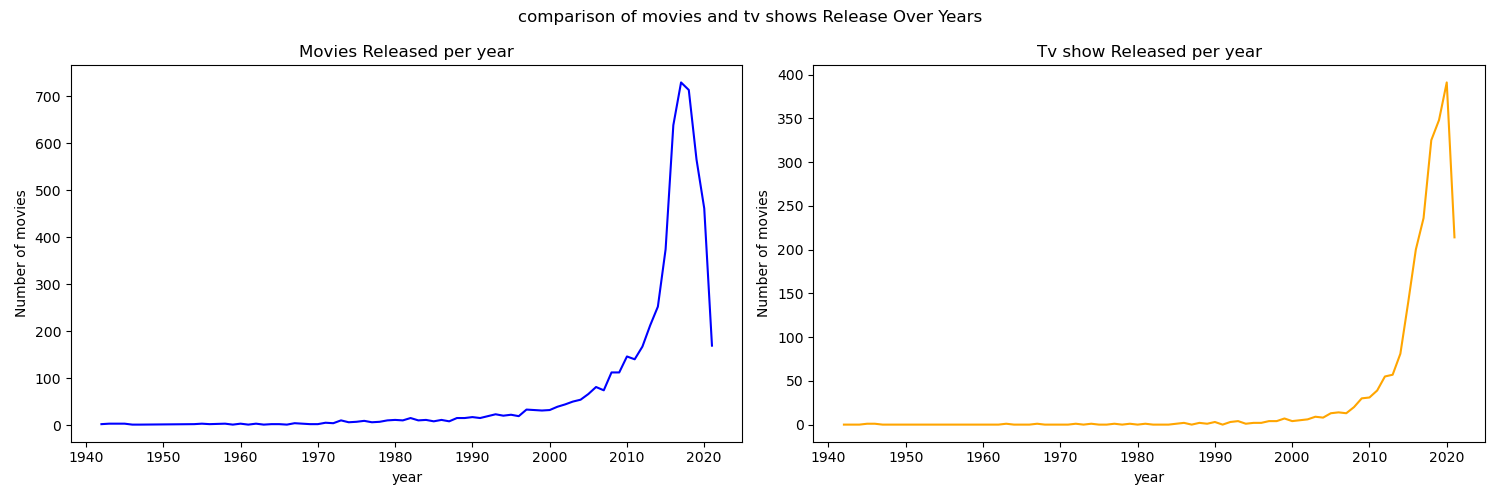 comparison of movies and tv shows Release Over Years
Movies Released per year
700
600
500
400
300
200
100
0
Number of movies
1940 1950 1960 1970 1980 1990 2000 2010 2020
year
Tv show Released per year
400
350
300
250
200
150
100
50
0
Number of movies
1940 1950 1960 1970 1980 1990 2000 2010 2020
year